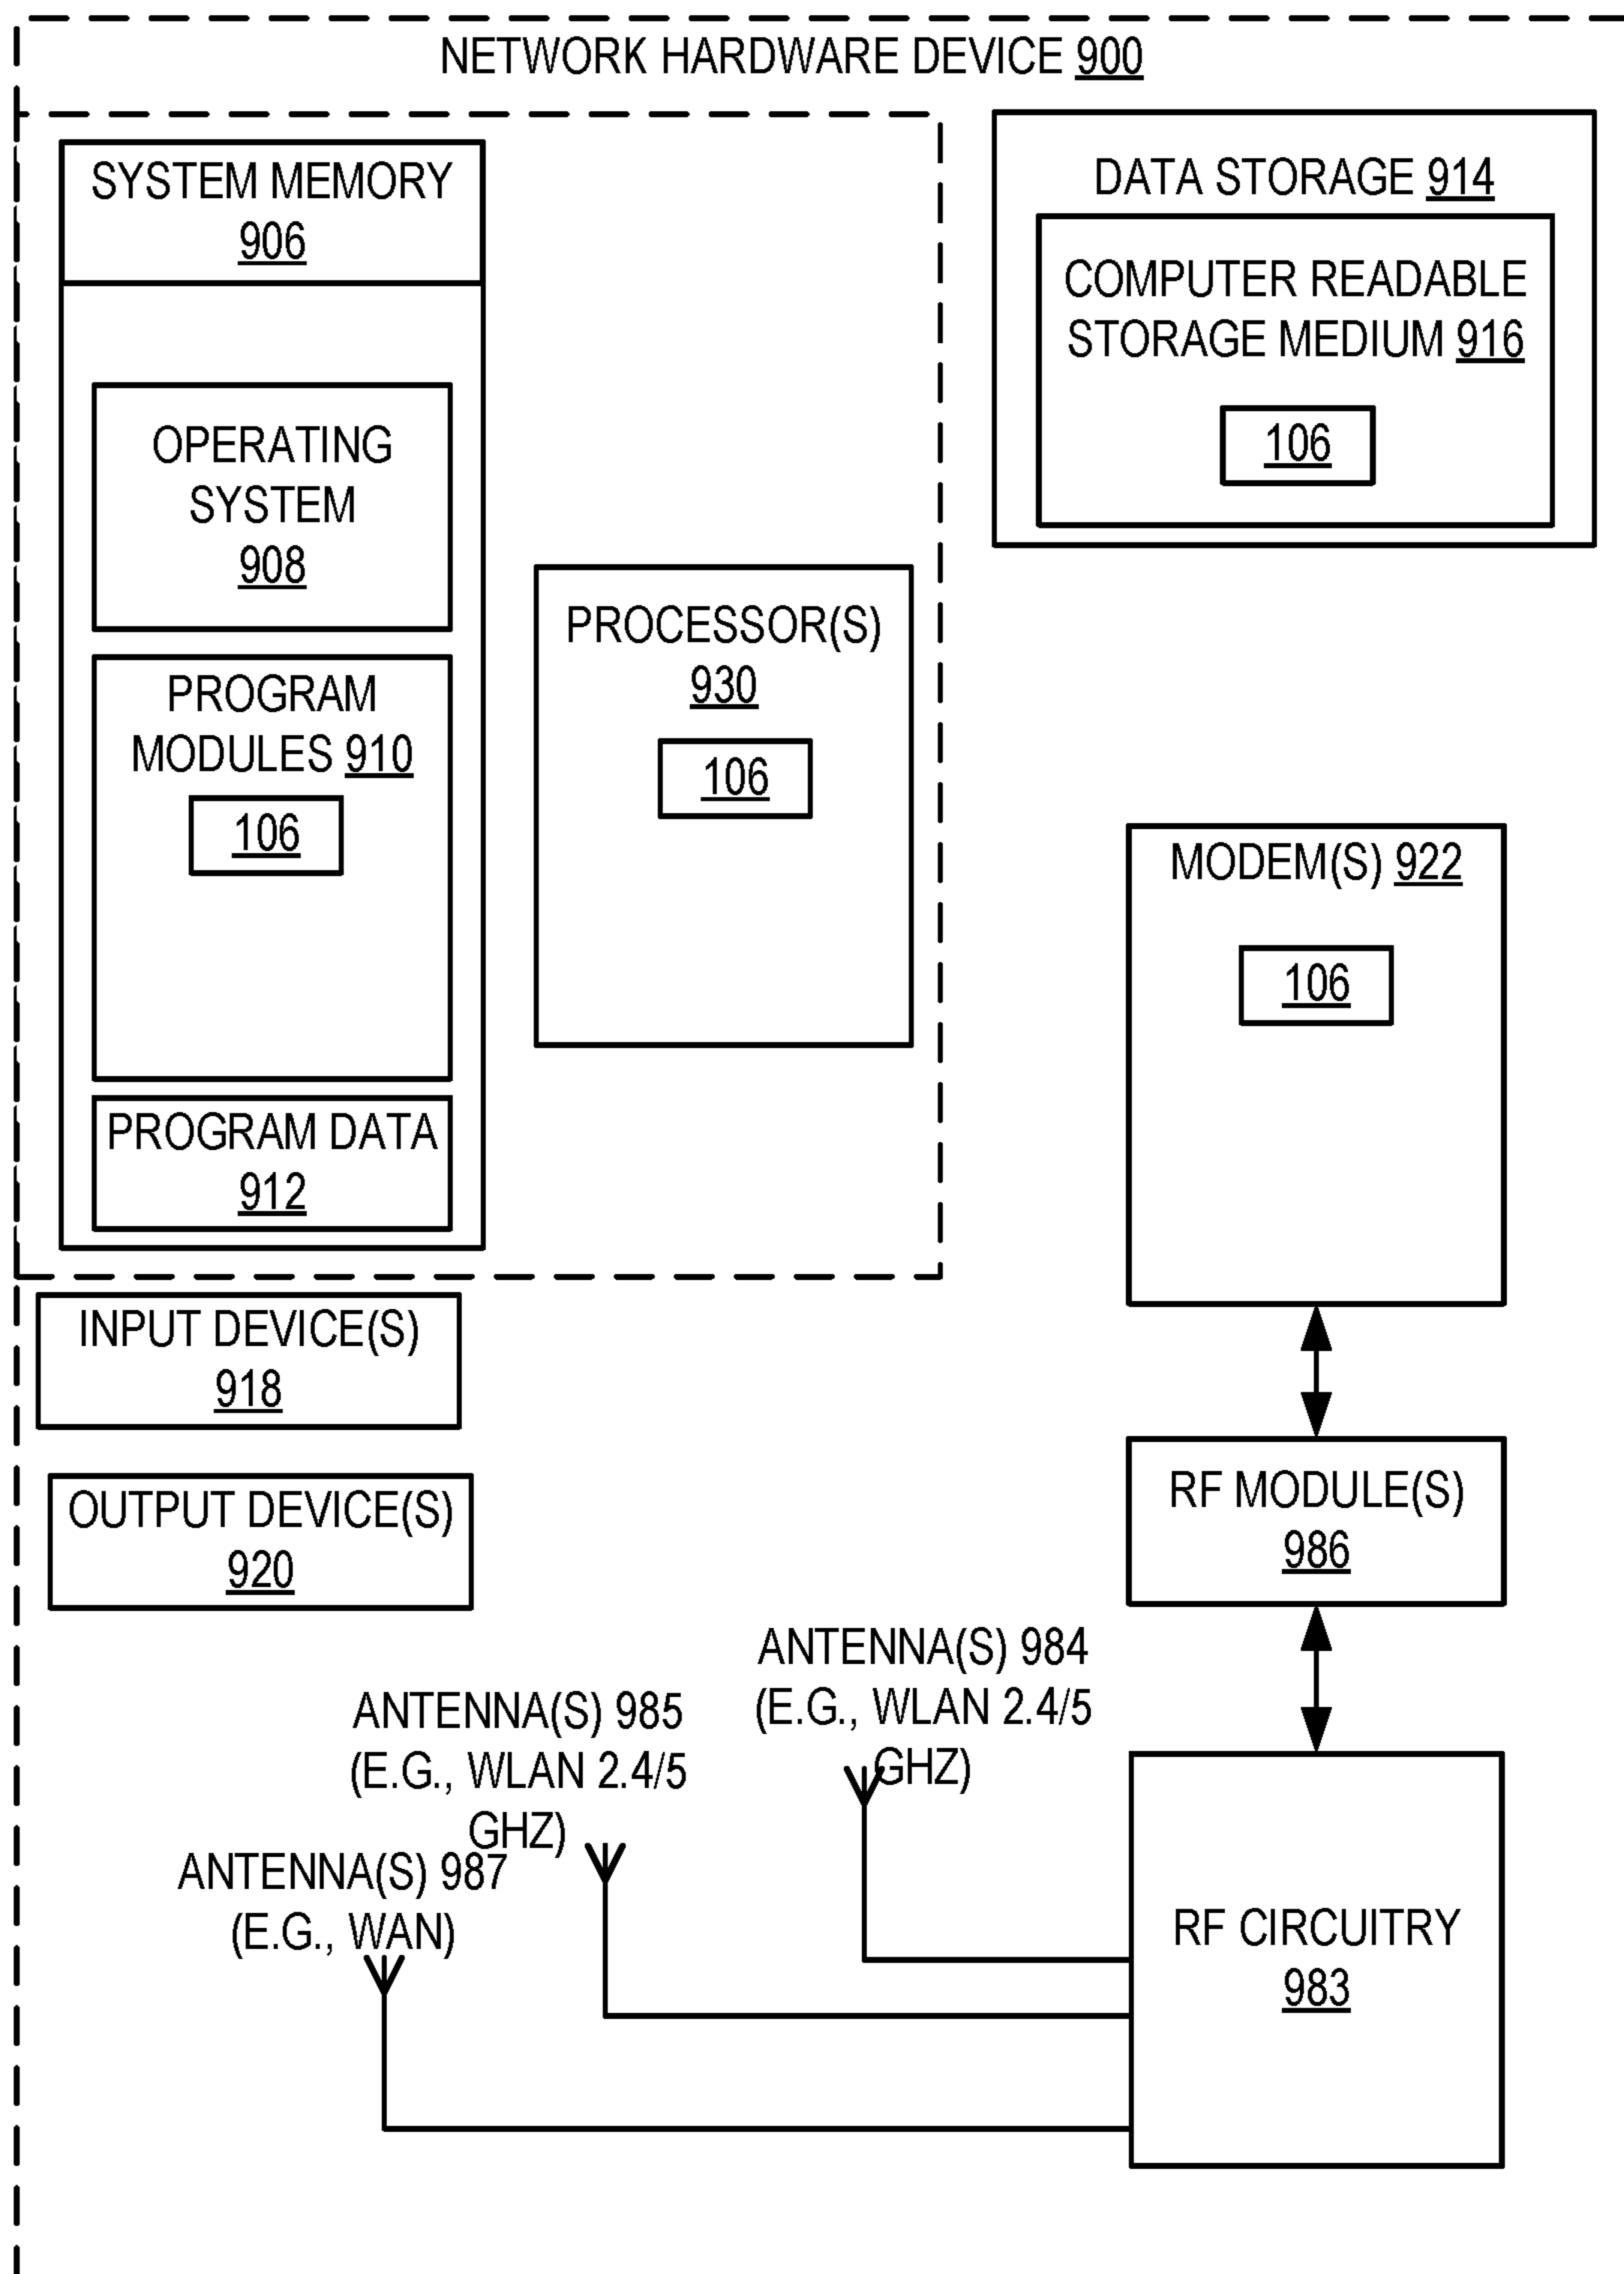 NETWORK HARDWARE DEVICE 900
SYSTEM MEMORY
906
OPERATING
SYSTEM
908
PROGRAM
MODULES 910
106
PROGRAM DATA
912
PROCESSOR(S)
930
106
DATA STORAGE 914
COMPUTER READABLE
STORAGE MEDIUM 916
106
MODEM(S) 922
106
INPUT DEVICE(S)
918
OUTPUT DEVICE(S)
920
RF MODULE(S)
986
ANTENNA(S) 984
(E.G., WLAN 2.4/5
GHZ)
ANTENNA(S) 985
(E.G., WLAN 2.4/5
GHZ)
ANTENNA(S) 987
(E.G., WAN)
RF CIRCUITRY
983